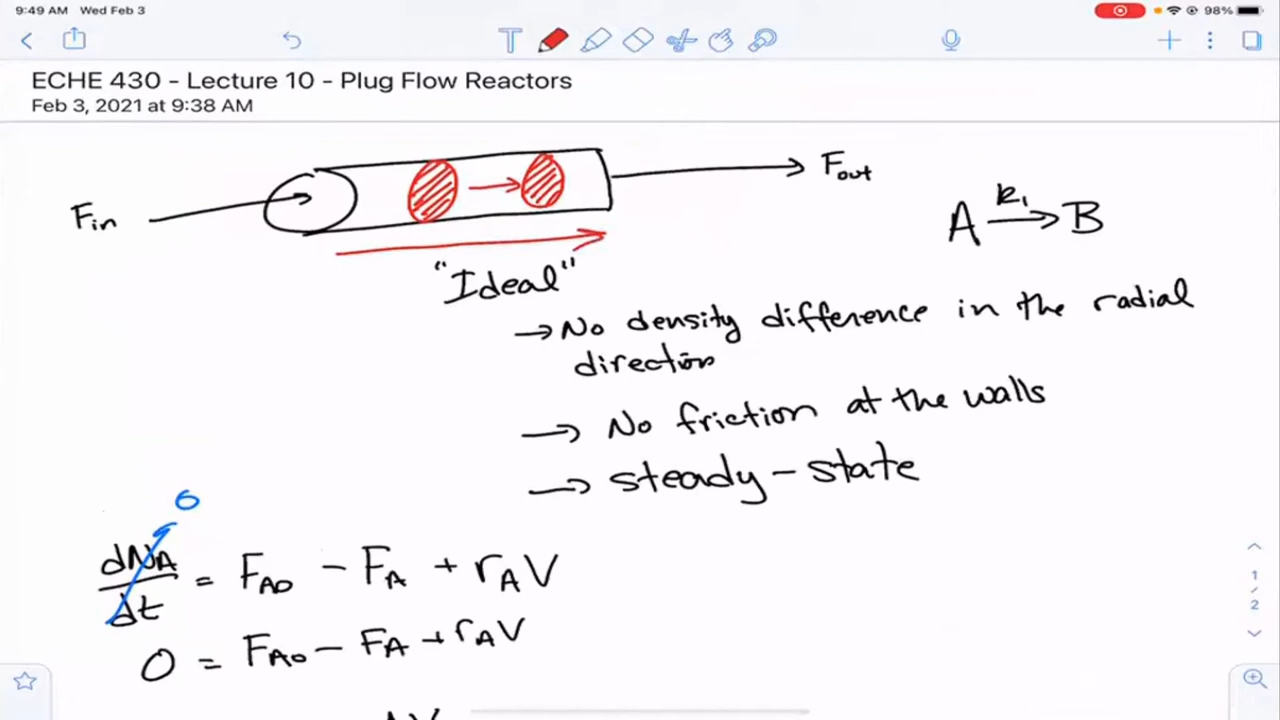 9:49 AM Wed Feb 3
98%
ECHE 430 - Lecture 10 - Plug Flow Reactors
Feb 3, 2021 at 9:38 AM
Fin
Fout
A k1→ B
"Ideal"
→ No density difference in the radial
direction
→ No friction at the walls
→ steady-state
0
dNA/dt = FA0 - FA + rAV
0 = FA0 - FA + rAV
1
/
2